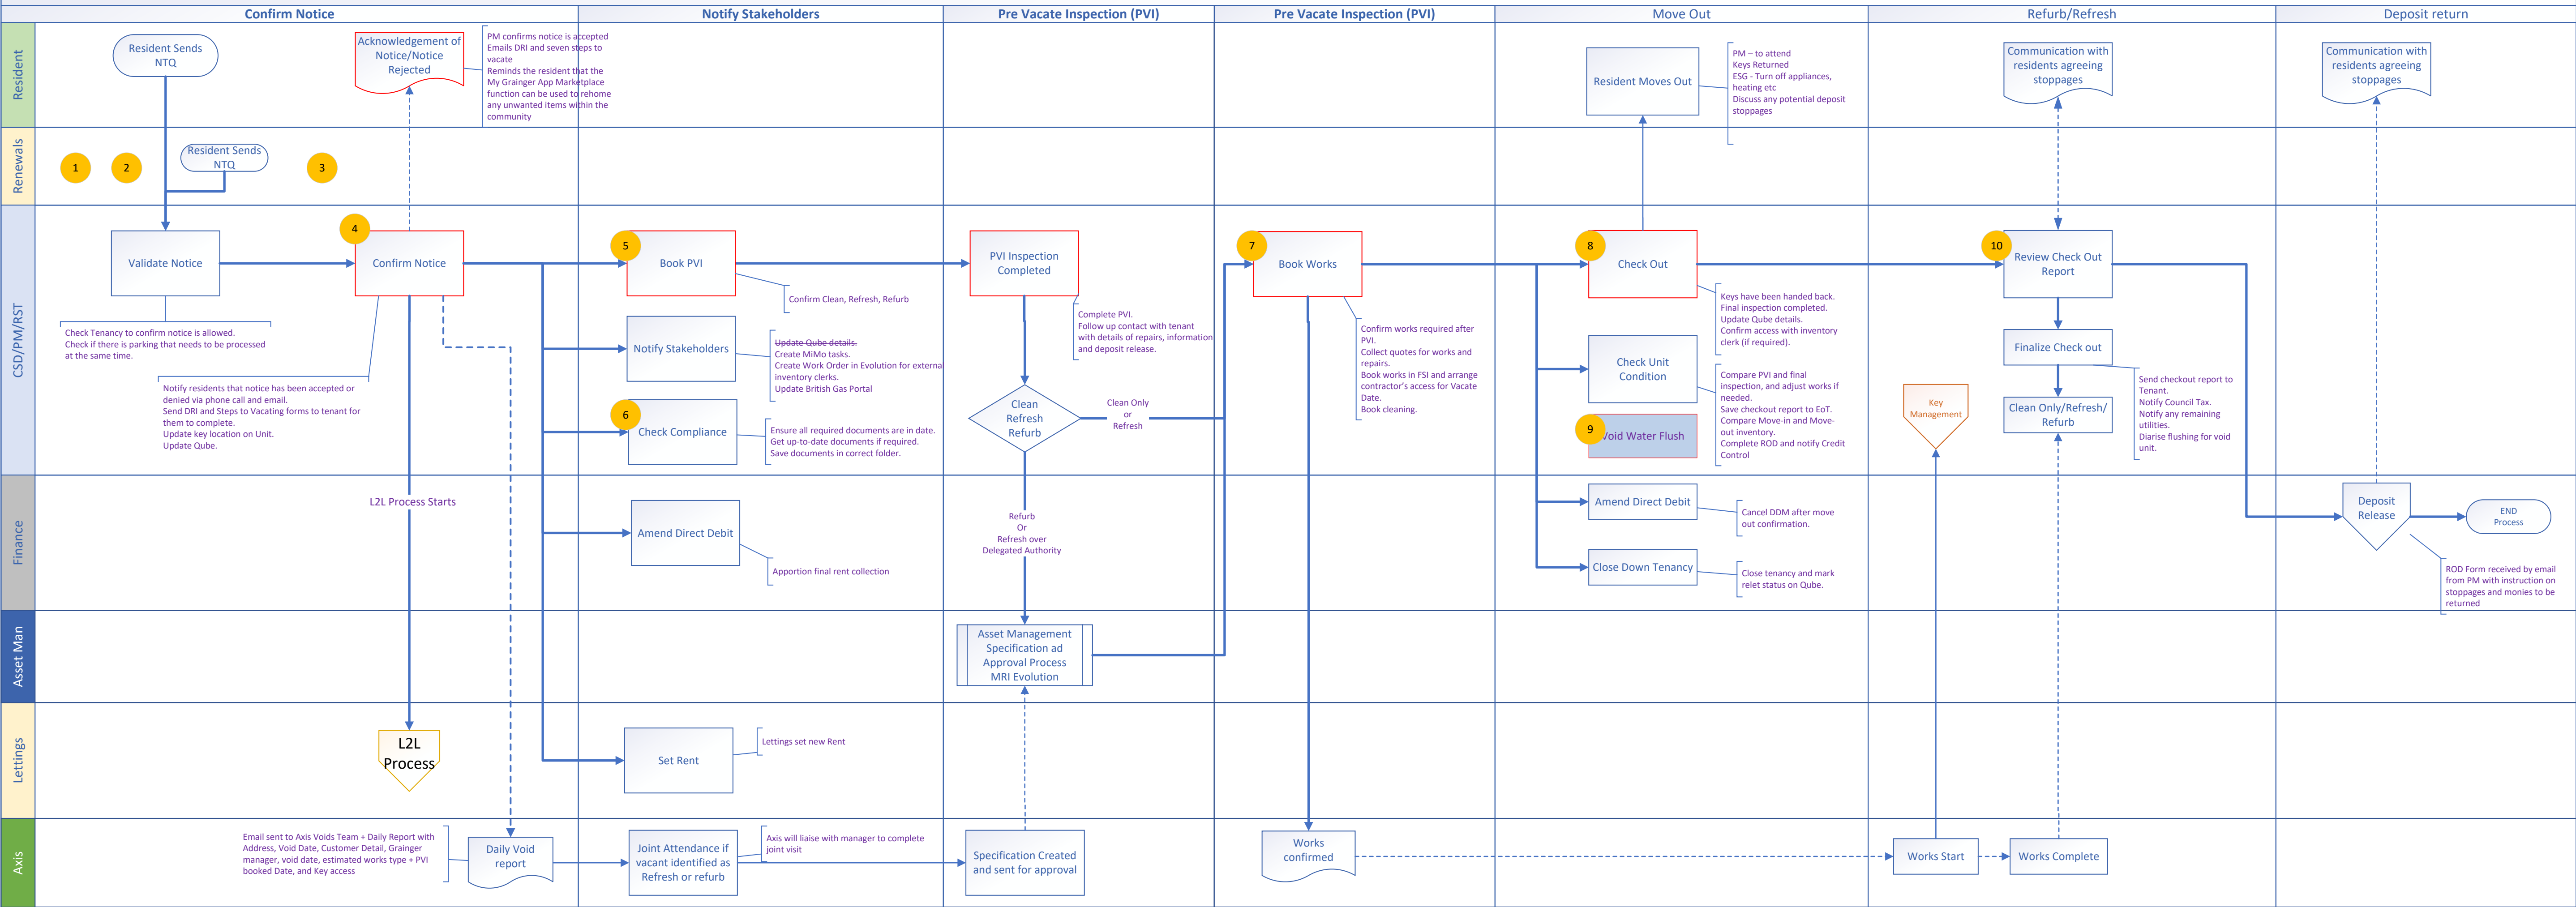 Confirm Notice
Notify Stakeholders
Pre Vacate Inspection (PVI)
Pre Vacate Inspection (PVI)
Move Out
Refurb/Refresh
Deposit return
Resident
Resident Sends
NTQ
Acknowledgement of
Notice/Notice
Rejected
PM confirms notice is accepted
Emails DRI and seven steps to
vacate
Reminds the resident that the
My Grainger App Marketplace
function can be used to rehome
any unwanted items within the
community
Resident Moves Out
PM – to attend
Keys Returned
ESG - Turn off appliances,
heating etc
Discuss any potential deposit
stoppages
Communication with
residents agreeing
stoppages
Communication with
residents agreeing
stoppages
Renewals
1
2
Resident Sends
NTQ
3
CSD/PM/RST
Validate Notice
Check Tenancy to confirm notice is allowed.
Check if there is parking that needs to be processed
at the same time.
4
Confirm Notice
Notify residents that notice has been accepted or
denied via phone call and email.
Send DRI and Steps to Vacating forms to tenant for
them to complete.
Update key location on Unit.
Update Qube.
5
Book PVI
Confirm Clean, Refresh, Refurb
Notify Stakeholders
Update Qube details.
Create MiMo tasks.
Create Work Order in Evolution for externa
inventory clerks.
Update British Gas Portal
6
Check Compliance
Ensure all required documents are in date.
Get up-to-date documents if required.
Save documents in correct folder.
PVI Inspection
Completed
Complete PVI.
Follow up contact with tenant
with details of repairs, information
and deposit release.
Clean
Refresh
Refurb
Clean Only
or
Refresh
7
Book Works
Confirm works required after
PVI.
Collect quotes for works and
repairs.
Book works in FSI and arrange
contractor's access for Vacate
Date.
Book cleaning.
8
Check Out
Keys have been handed back.
Final inspection completed.
Update Qube details.
Confirm access with inventory
clerk (if required).
Check Unit
Condition
Compare PVI and final
inspection, and adjust works if
needed.
Save checkout report to EoT.
Compare Move-in and Move-
out inventory.
Complete ROD and notify Credit
Control
9
Void Water Flush
10
Review Check Out
Report
Finalize Check out
Send checkout report to
Tenant.
Notify Council Tax.
Notify any remaining
utilities.
Diarise flushing for void
unit.
Key
Management
Clean Only/Refresh/
Refurb
Finance
L2L Process Starts
Amend Direct Debit
Apportion final rent collection
Refurb
Or
Refresh over
Delegated Authority
Amend Direct Debit
Cancel DDM after move
out confirmation.
Close Down Tenancy
Close tenancy and mark
relet status on Qube.
Deposit
Release
END
Process
ROD Form received by email
from PM with instruction on
stoppages and monies to be
returned
Asset Man
Asset Management
Specification ad
Approval Process
MRI Evolution
Lettings
L2L
Process
Set Rent
Lettings set new Rent
Axis
Email sent to Axis Voids Team + Daily Report with
Address, Void Date, Customer Detail, Grainger
manager, void date, estimated works type + PVI
booked Date, and Key access
Daily Void
report
Joint Attendance if
vacant identified as
Refresh or refurb
Axis will liaise with manager to complete
joint visit
Specification Created
and sent for approval
Works
confirmed
Works Start
Works Complete